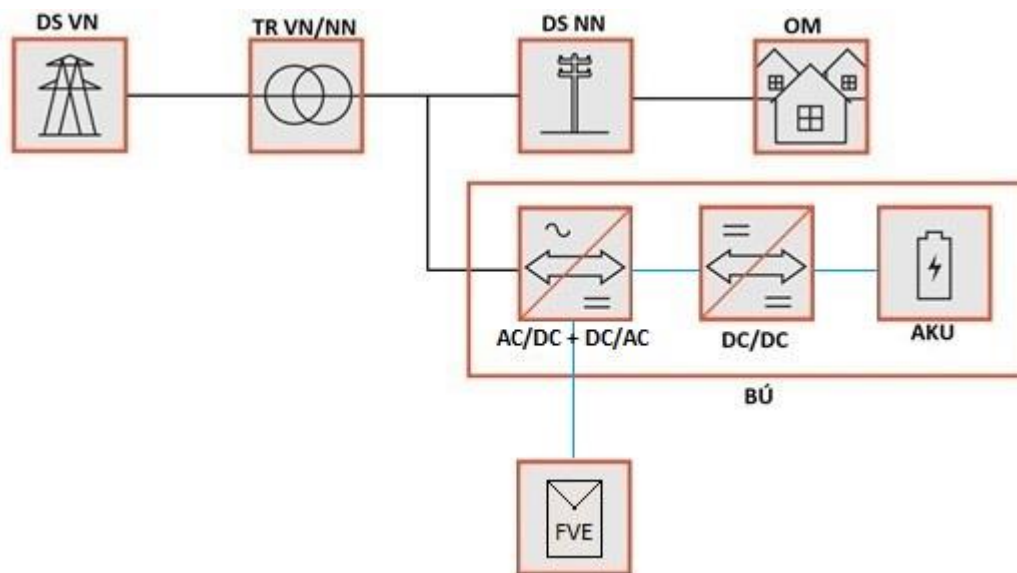 DS VN
TR VN/NN
DS NN
OM
AC/DC + DC/AC
DC/DC
AKU
BÚ
FVE